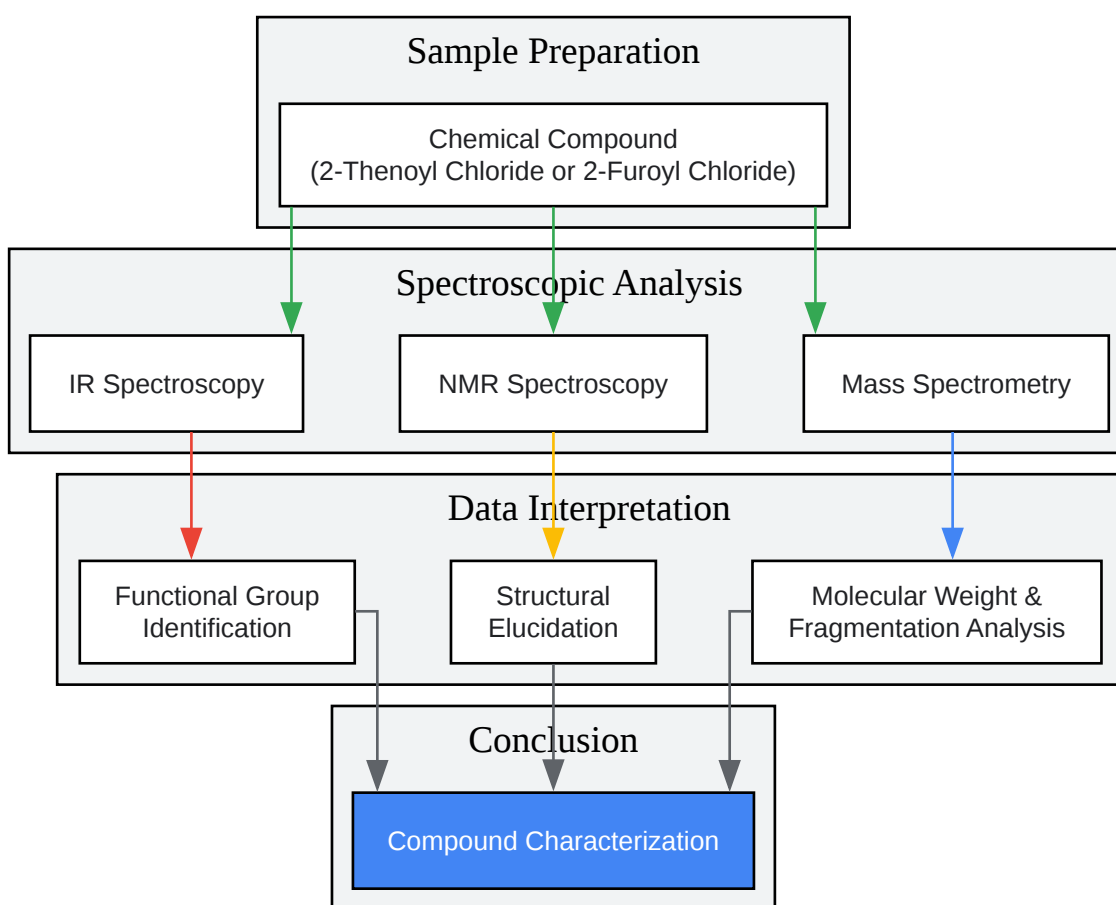 Sample Preparation
Chemical Compound
(2-Thenoyl Chloride or 2-Furoyl Chloride)
Spectroscopic Analysis
IR Spectroscopy
NMR Spectroscopy
Mass Spectrometry
Data Interpretation
Functional Group
Identification
Structural
Elucidation
Molecular Weight &
Fragmentation Analysis
Conclusion
Compound Characterization